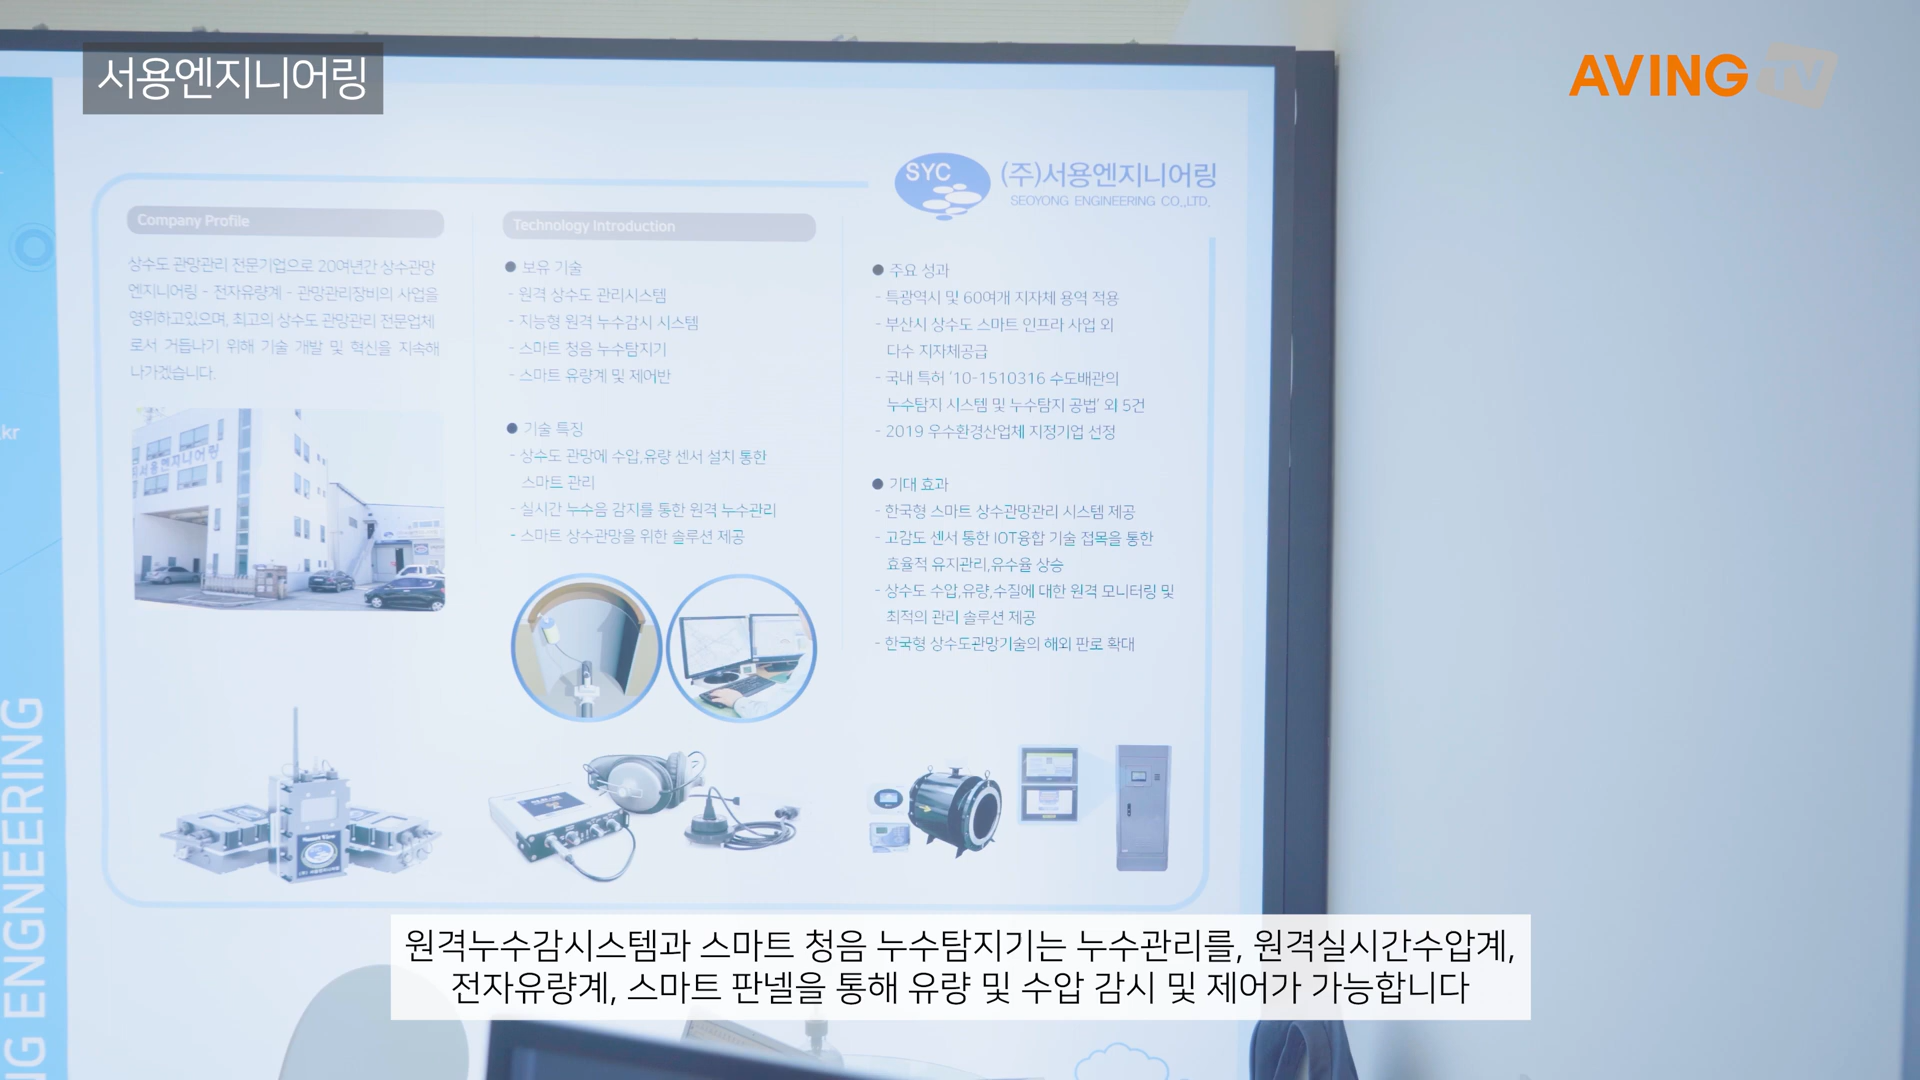 서용엔지니어링
AVING TV
SYC
(주)서용엔지니어링
SEOYONG ENGINEERING CO.,LTD.
Company Profile
상수도 관망관리 전문기업으로 20여년간 상수관망
엔지니어링 - 전자유량계 - 관망관리장비의 사업을
영위하고있으며, 최고의 상수도 관망관리 전문업체
로서 거듭나기 위해 기술 개발 및 혁신을 지속해
나가겠습니다.
서용엔지니어링
Technology Introduction
● 보유 기술
- 원격 상수도 관리시스템
- 지능형 원격 누수감시 시스템
- 스마트 청음 누수탐지기
- 스마트 유량계 및 제어반
● 기술 특징
- 상수도 관망에 수압,유량 센서 설치 통한
스마트 관리
- 실시간 누수음 감지를 통한 원격 누수관리
- 스마트 상수관망을 위한 솔루션 제공
● 주요 성과
- 특광역시 및 60여개 지자체 용역 적용
- 부산시 상수도 스마트 인프라 사업 외
다수 지자체공급
- 국내 특허 '10-1510316 수도배관의
누수탐지 시스템 및 누수탐지 공법' 외 5건
- 2019 우수환경산업체 지정기업 선정
● 기대 효과
- 한국형 스마트 상수관망관리 시스템 제공
- 고감도 센서 통한 IOT융합 기술 접목을 통한
효율적 유지관리,유수율 상승
- 상수도 수압,유량,수질에 대한 원격 모니터링 및
최적의 관리 솔루션 제공
- 한국형 상수도관망기술의 해외 판로 확대
.kr
NG ENGNEERING
원격누수감시스템과 스마트 청음 누수탐지기는 누수관리를, 원격실시간수압계,
전자유량계, 스마트 판넬을 통해 유량 및 수압 감시 및 제어가 가능합니다